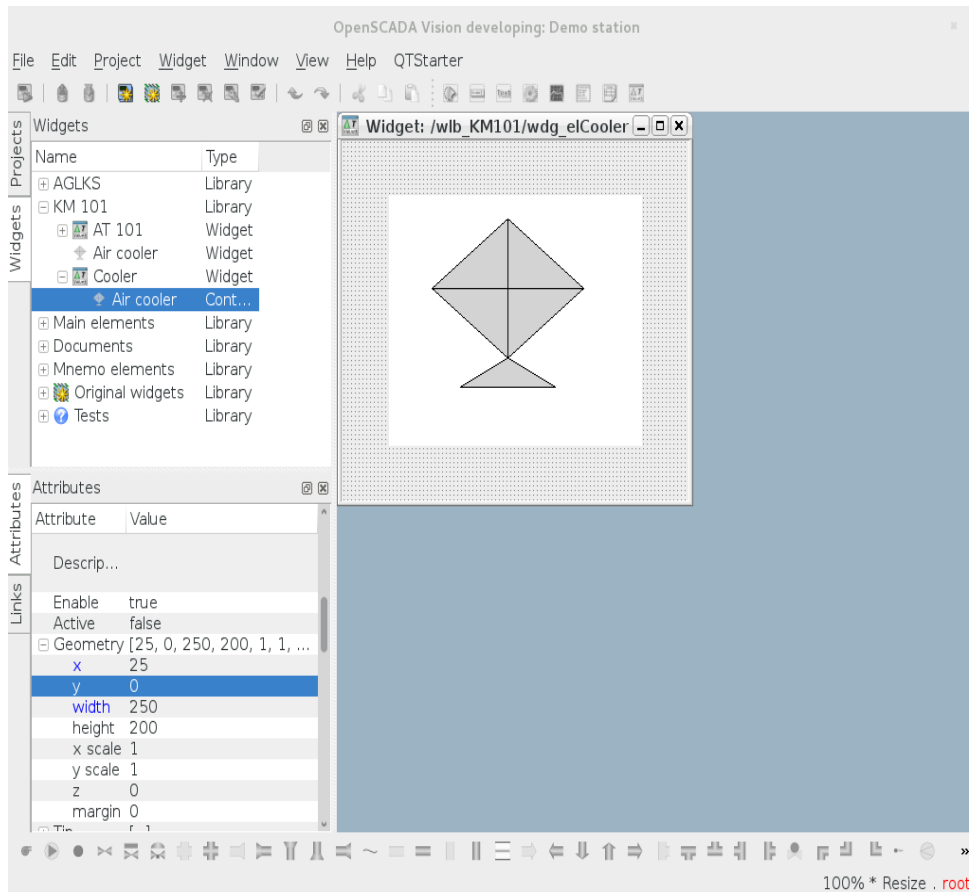 OpenSCADA Vision developing: Demo station
File Edit Project Widget Window View Help QTStarter
Projects
Widgets
Widgets
Name Type
AGLKS Library
KM 101 Library
AT 101 Widget
Air cooler Widget
Cooler Widget
Air cooler Cont...
Main elements Library
Documents Library
Mnemo elements Library
Original widgets Library
Tests Library
Widget: /wlb_KM101/wdg_elCooler
Attributes
Links
Attributes
Attribute Value
Descrip...
Enable true
Active false
Geometry [25, 0, 250, 200, 1, 1, ...
x 25
y 0
width 250
height 200
x scale 1
y scale 1
z 0
margin 0
100% * Resize . root